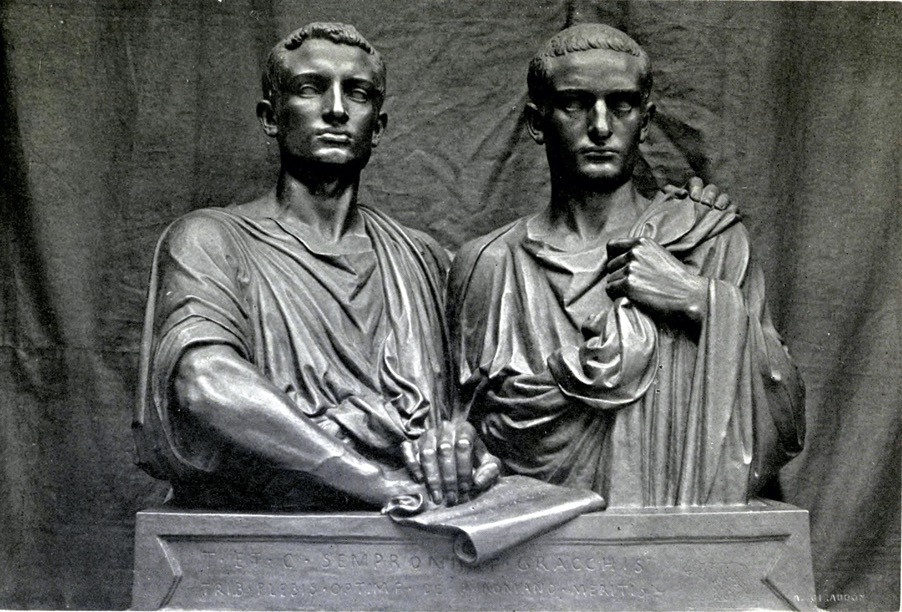 T·ET·C·SEMPRONI GRACCHIS
TRIB·PLEBIS·OPTIME·DE ROMANO·MERITIS